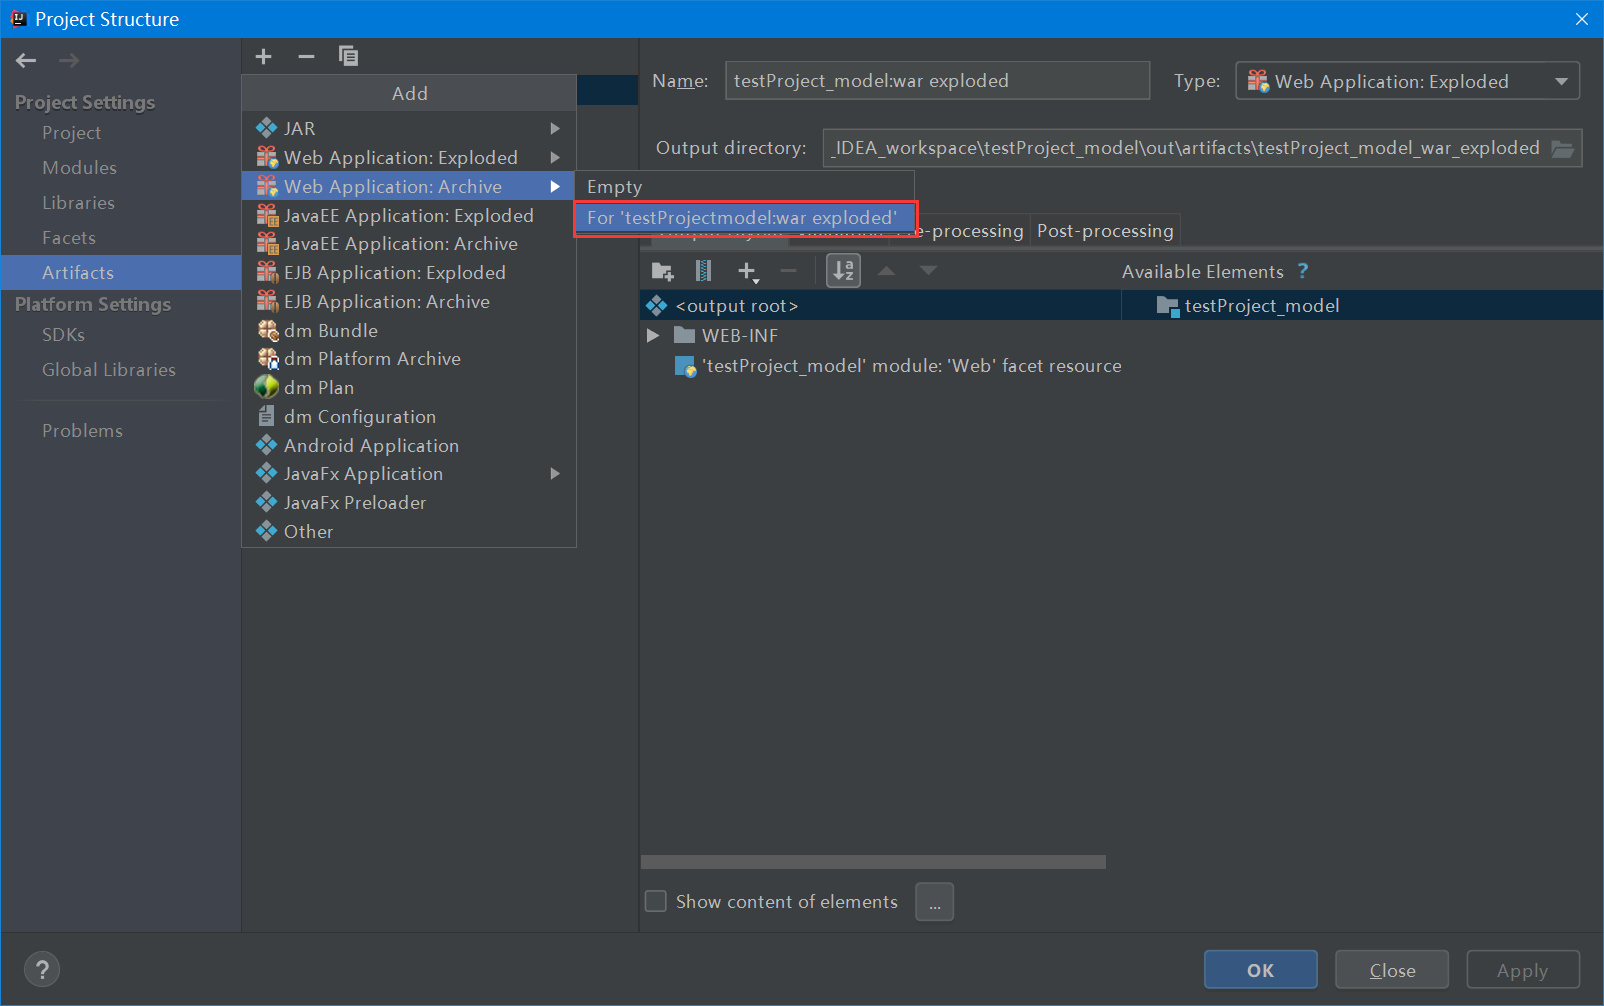 Project Structure
Project Settings
Project
Modules
Libraries
Facets
Artifacts
Platform Settings
SDKs
Global Libraries
Problems
Add
JAR
Web Application: Exploded
Web Application: Archive
JavaEE Application: Exploded
JavaEE Application: Archive
EJB Application: Exploded
EJB Application: Archive
dm Bundle
dm Platform Archive
dm Plan
dm Configuration
Android Application
JavaFx Application
JavaFx Preloader
Other
Empty
For 'testProjectmodel:war exploded'
Name: testProject_model:war exploded Type: Web Application: Exploded
Output directory: _IDEA_workspace\testProject_model\out\artifacts\testProject_model_war_exploded
e-processing Post-processing
Available Elements ?
<output root> testProject_model
WEB-INF
'testProject_model' module: 'Web' facet resource
Show content of elements ...
? OK Close Apply